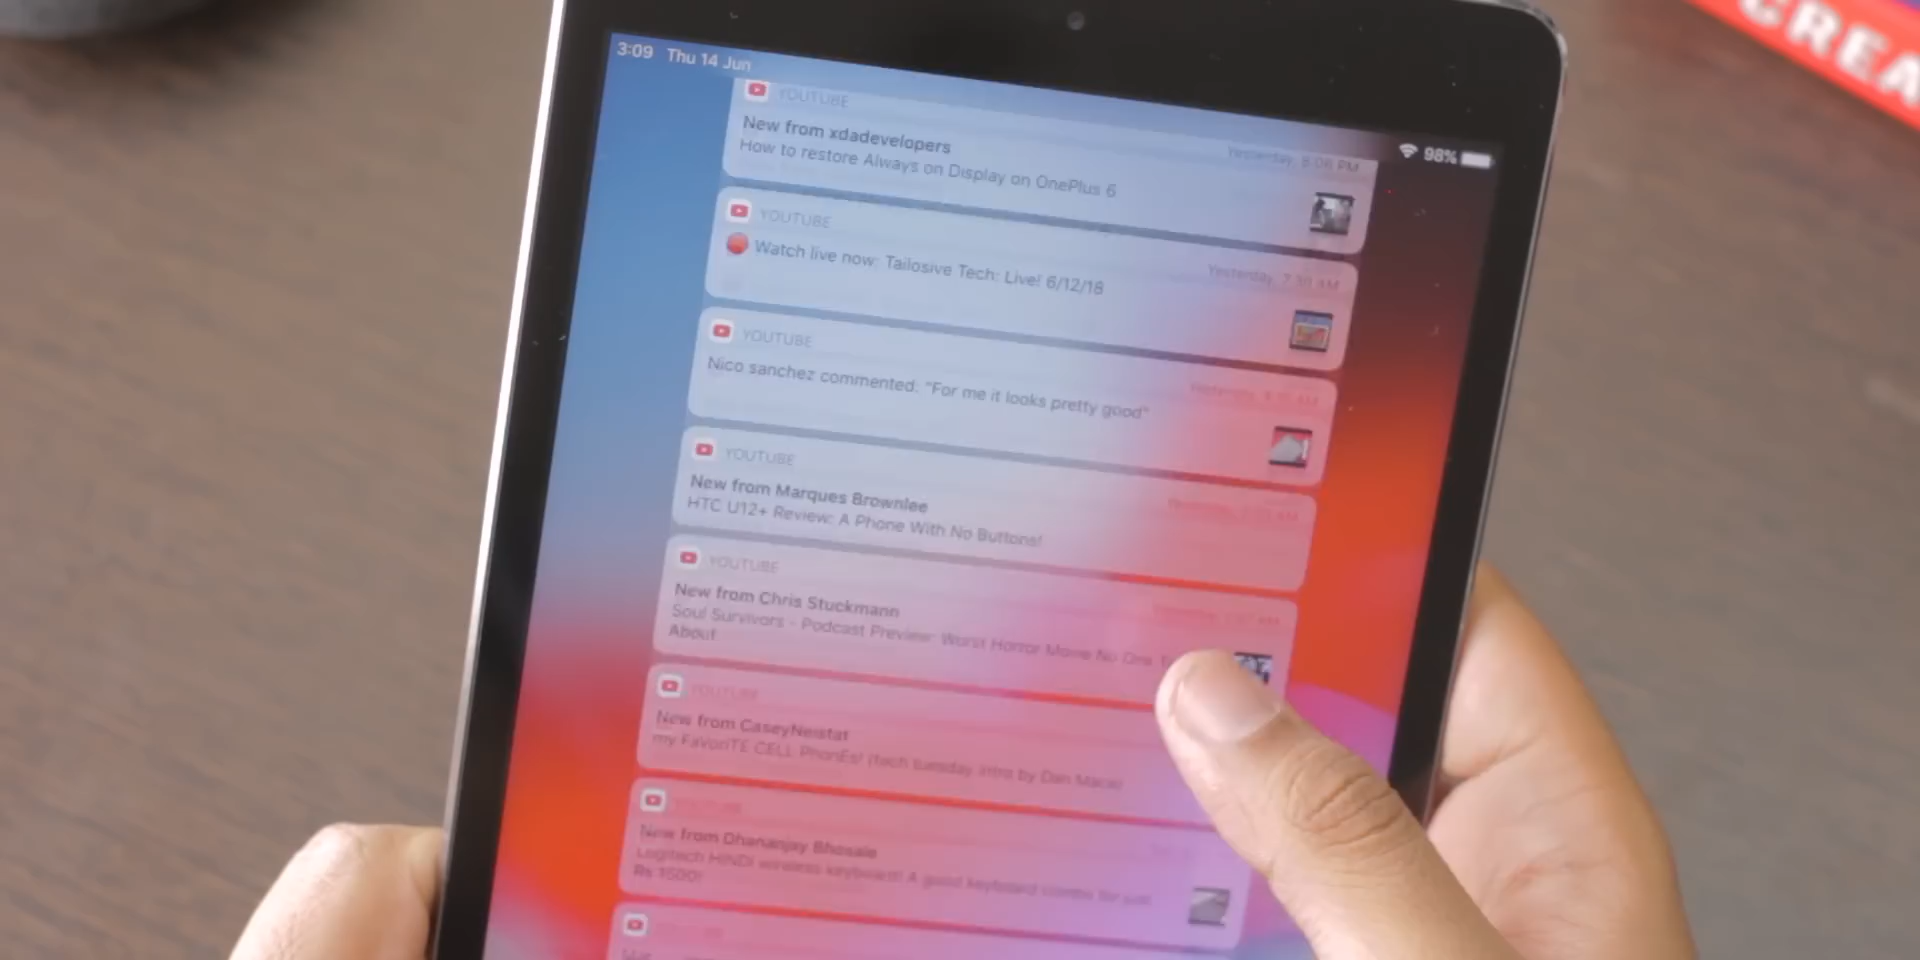 CREA
3:09 Thu 14 Jun
98%
YOUTUBE
Yesterday, 6:06 PM
New from xdadevelopers
How to restore Always on Display on OnePlus 6
YOUTUBE
Yesterday, 7:30 AM
Watch live now: Tailosive Tech: Live! 6/12/18
YOUTUBE
Yesterday,
Nico sanchez commented: "For me it looks pretty good"
YOUTUBE
Yesterday,
New from Marques Brownlee
HTC U12+ Review: A Phone With No Buttons!
YOUTUBE
New from Chris Stuckmann
Soul Survivors - Podcast Preview: Worst Horror Movie No One
About
YOUTUBE
New from CaseyNeistat
my FavoriTE CELL PhonEs! (tech tuesday, intro by Dan Mace)
YOUTUBE
New from Dhananjay Bhosale
Logitech HINDI wireless keyboard! A good keyboard combo for just
Rs 1500!